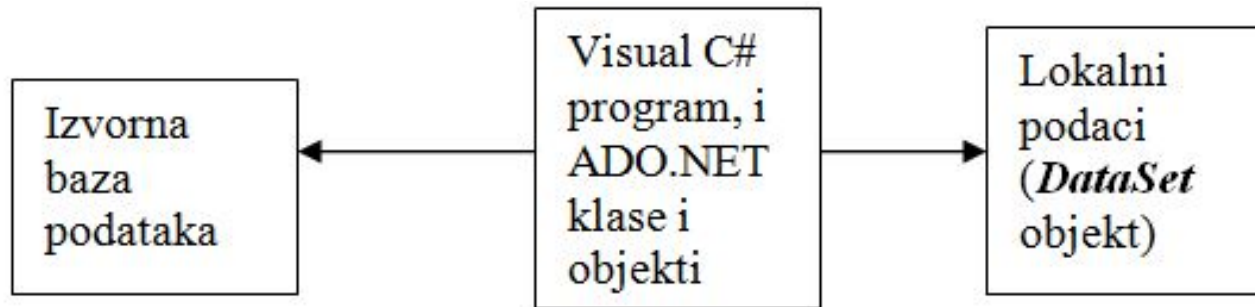 Izvorna
baza
podataka
Visual C#
program, i
ADO.NET
klase i
objekti
Lokalni
podaci
(DataSet
objekt)